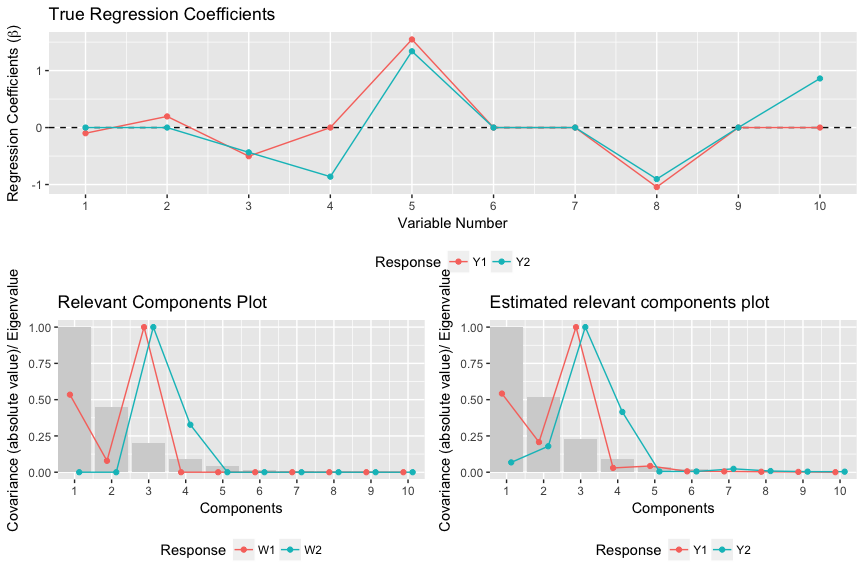 True Regression Coefficients
Regression Coefficients (β)
1
0
-1
1 2 3 4 5 6 7 8 9 10
Variable Number
Response Y1 Y2
Relevant Components Plot
Covariance (absolute value)/ Eigenvalue
1.00
0.75
0.50
0.25
0.00
1 2 3 4 5 6 7 8 9 10
Components
Response W1 W2
Estimated relevant components plot
Covariance (absolute value)/ Eigenvalue
1.00
0.75
0.50
0.25
0.00
1 2 3 4 5 6 7 8 9 10
Components
Response Y1 Y2